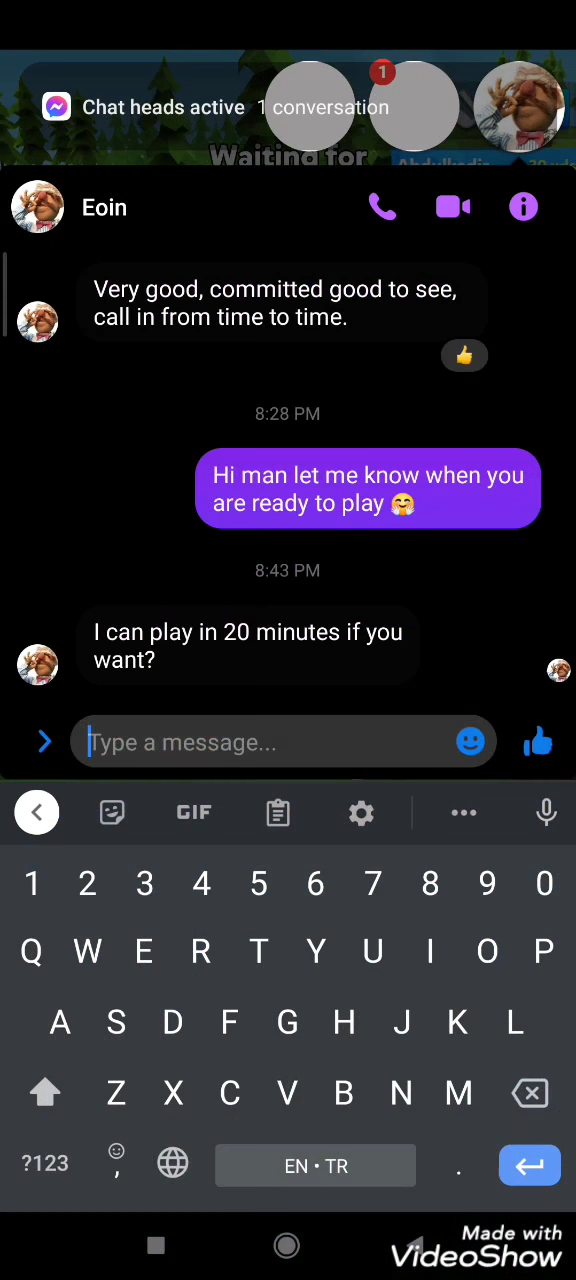 1
Chat heads active 1 conversation
Waiting for
Eoin
Very good, committed good to see,
call in from time to time.
8:28 PM
Hi man let me know when you
are ready to play 🤗
8:43 PM
I can play in 20 minutes if you
want?
Type a message...
GIF
1 2 3 4 5 6 7 8 9 0
Q W E R T Y U I O P
A S D F G H J K L
Z X C V B N M
?123 , EN • TR .
Made with
VideoShow